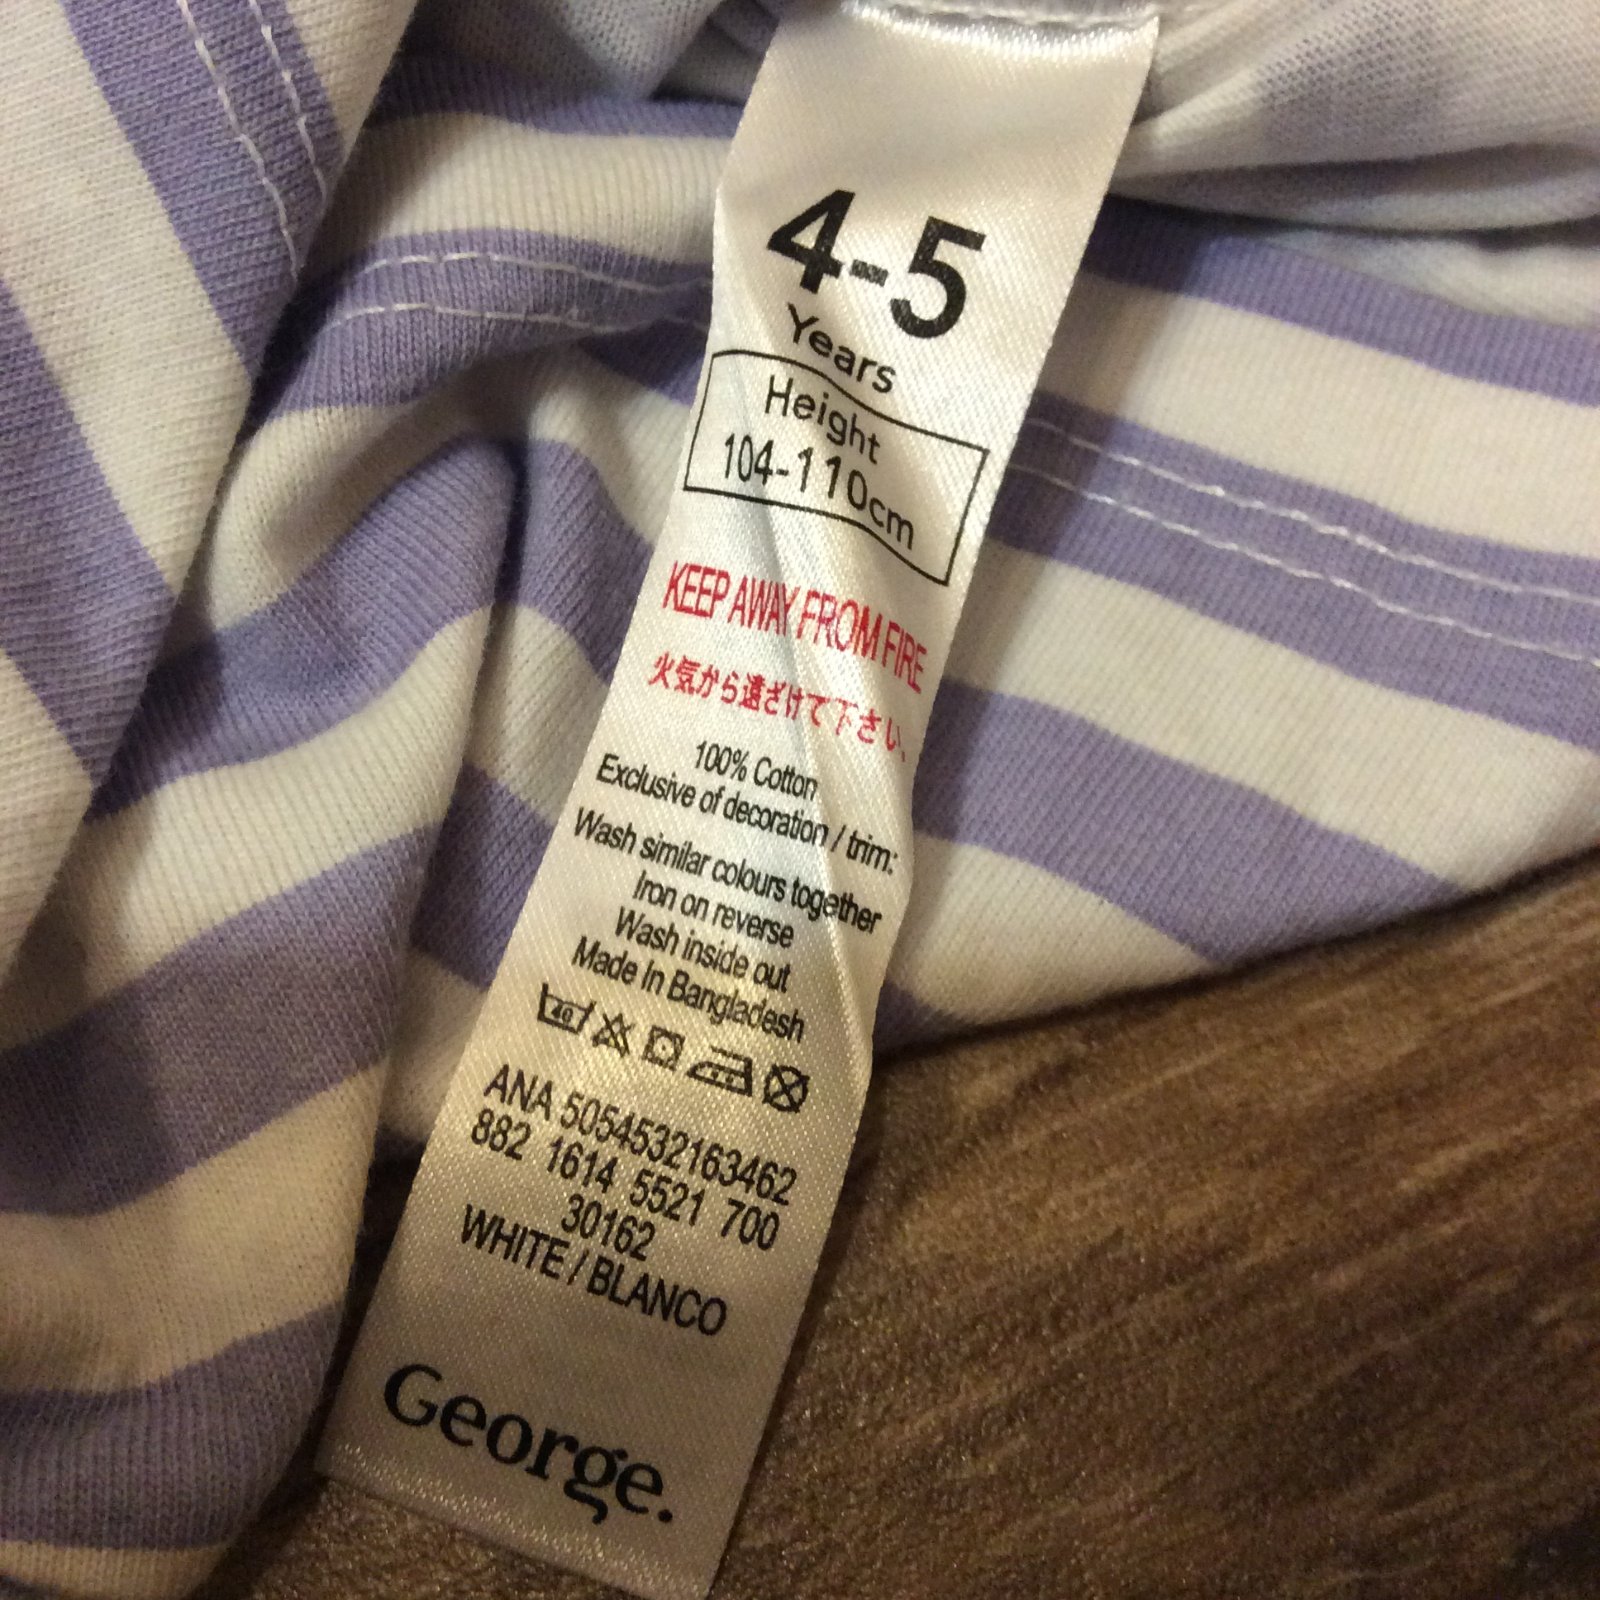 4-5
Years
Height
104-110cm
KEEP AWAY FROM FIRE
火気から遠ざけて下さい、
100% Cotton
Exclusive of decoration / trim:
Wash similar colours together
Iron on reverse
Wash inside out
Made In Bangladesh
40
ANA 5054532163462
882 1614 5521 700
30162
WHITE / BLANCO
George.